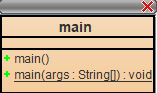 main
+ main()
+ main(args : String[]) : void